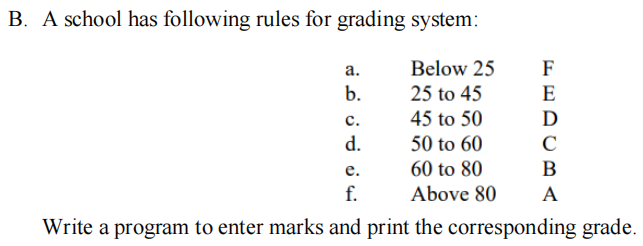 B. A school has following rules for grading system:
a. Below 25 F
b. 25 to 45 E
c. 45 to 50 D
d. 50 to 60 C
e. 60 to 80 B
f. Above 80 A
Write a program to enter marks and print the corresponding grade.